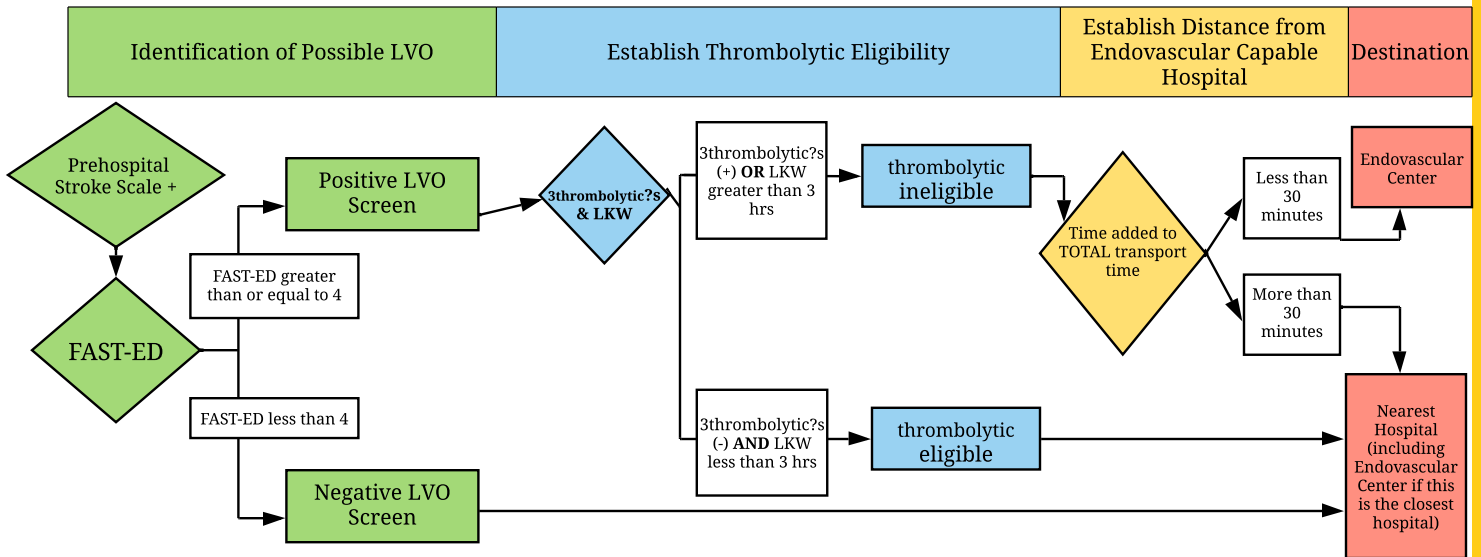 Identification of Possible LVO
Establish Thrombolytic Eligibility
Establish Distance from
Endovascular Capable
Hospital
Destination
Prehospital
Stroke Scale +
FAST-ED
FAST-ED greater
than or equal to 4
FAST-ED less than 4
Positive LVO
Screen
Negative LVO
Screen
3thrombolytic?s
& LKW
3thrombolytic?s
(+) OR LKW
greater than 3
hrs
3thrombolytic?s
(-) AND LKW
less than 3 hrs
thrombolytic
ineligible
thrombolytic
eligible
Time added to
TOTAL transport
time
Less than
30
minutes
More than
30
minutes
Endovascular
Center
Nearest
Hospital
(including
Endovascular
Center if this
is the closest
hospital)